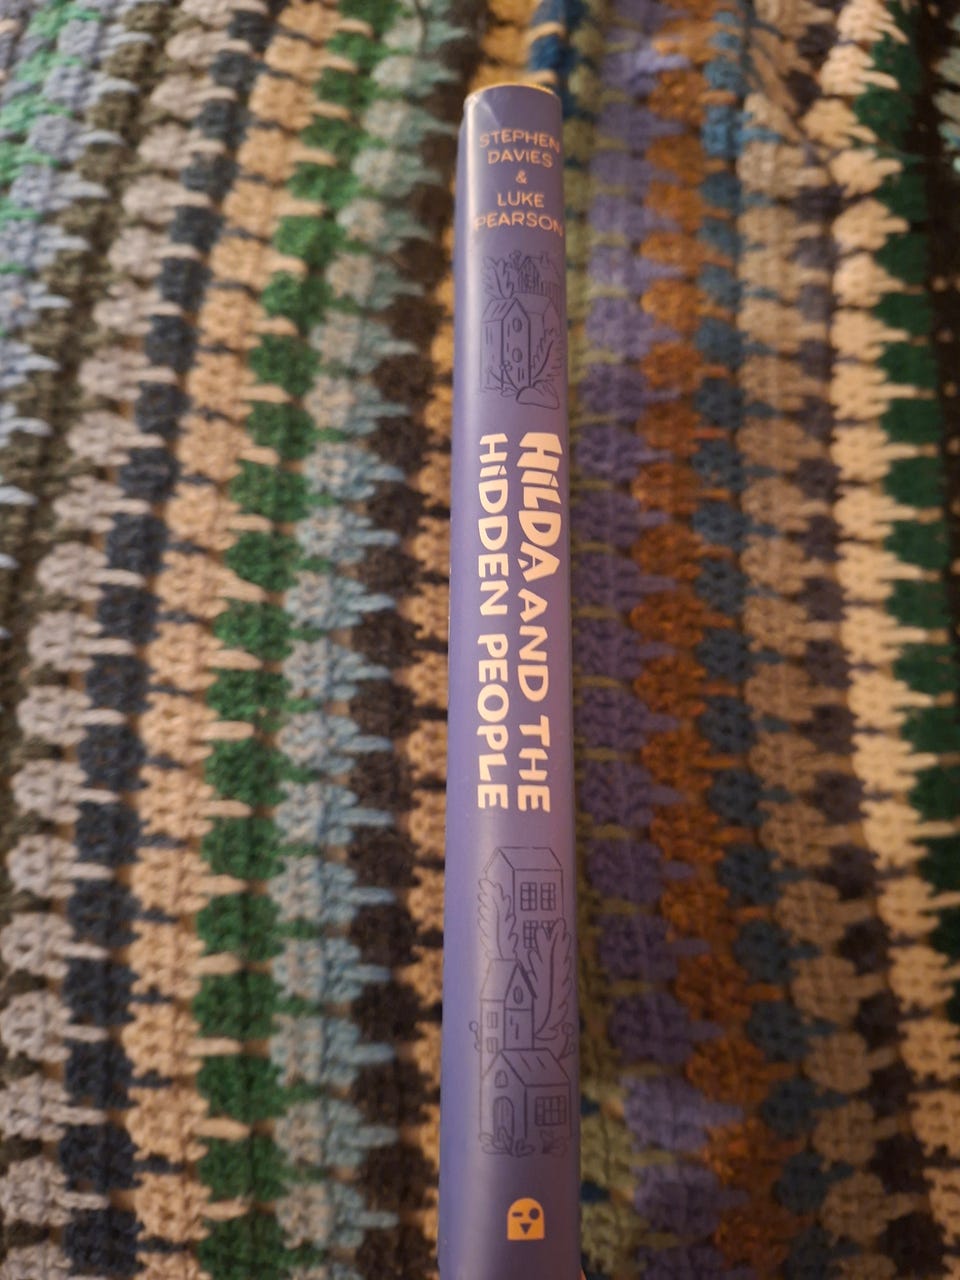 STEPHEN
DAVIES
&
LUKE
PEARSON
HILDA AND THE
HIDDEN PEOPLE